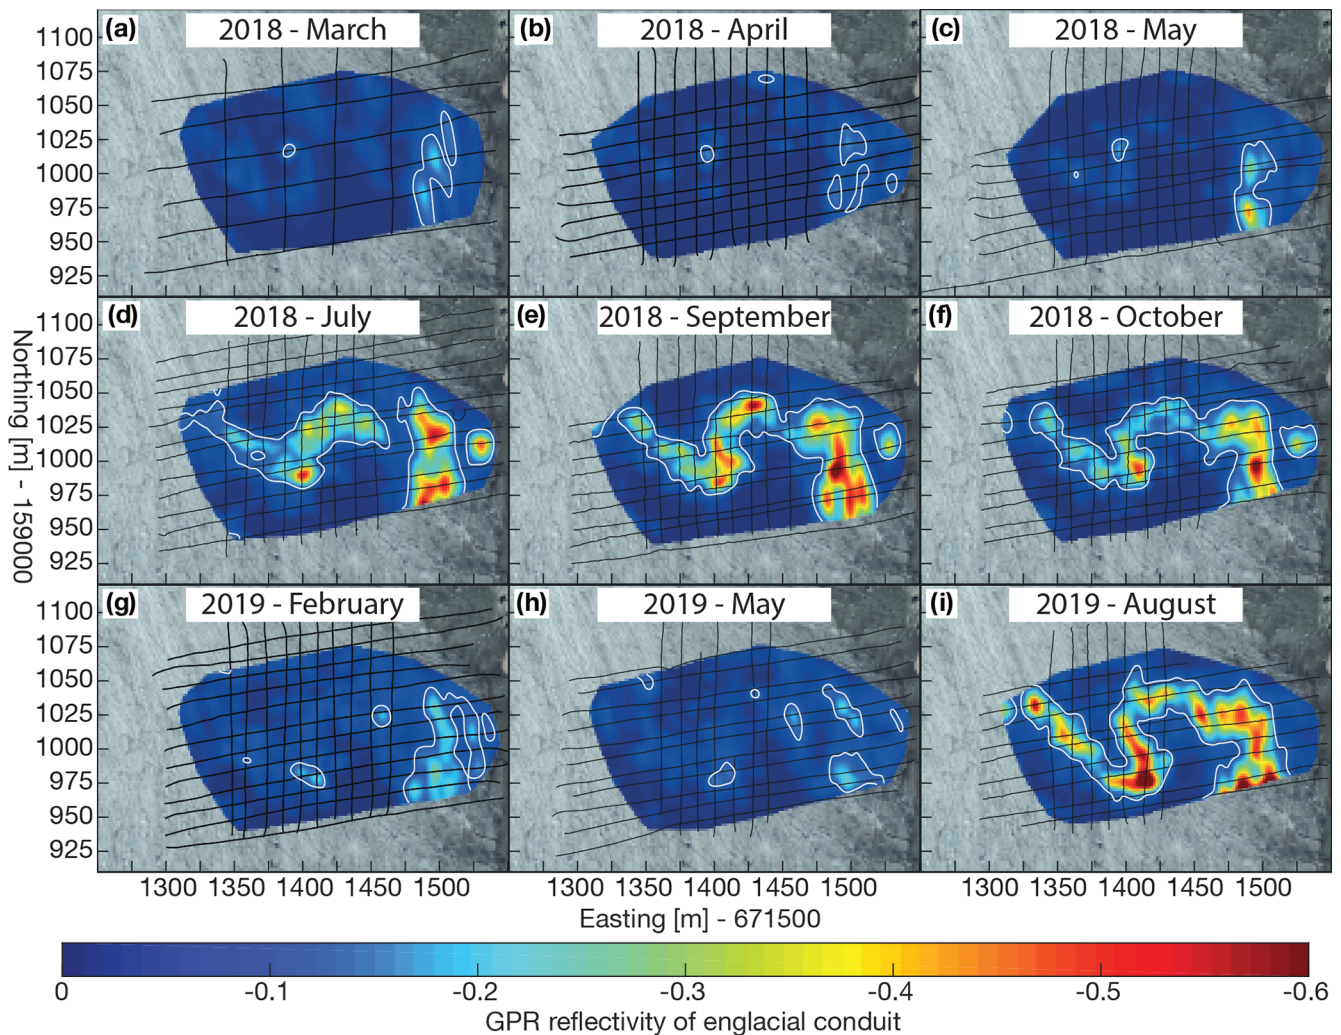 (a) 2018 - March
(b) 2018 - April
(c) 2018 - May
1100
1075
1050
1025
1000
975
950
925
(d) 2018 - July
(e) 2018 - September
(f) 2018 - October
1100
1075
1050
1025
1000
975
950
925
Northing [m] - 159000
(g) 2019 - February
(h) 2019 - May
(i) 2019 - August
1100
1075
1050
1025
1000
975
950
925
1300 1350 1400 1450 1500 1300 1400 1500 1300 1350 1400 1450 1500
Easting [m] - 671500
0 -0.1 -0.2 -0.3 -0.4 -0.5 -0.6
GPR reflectivity of englacial conduit